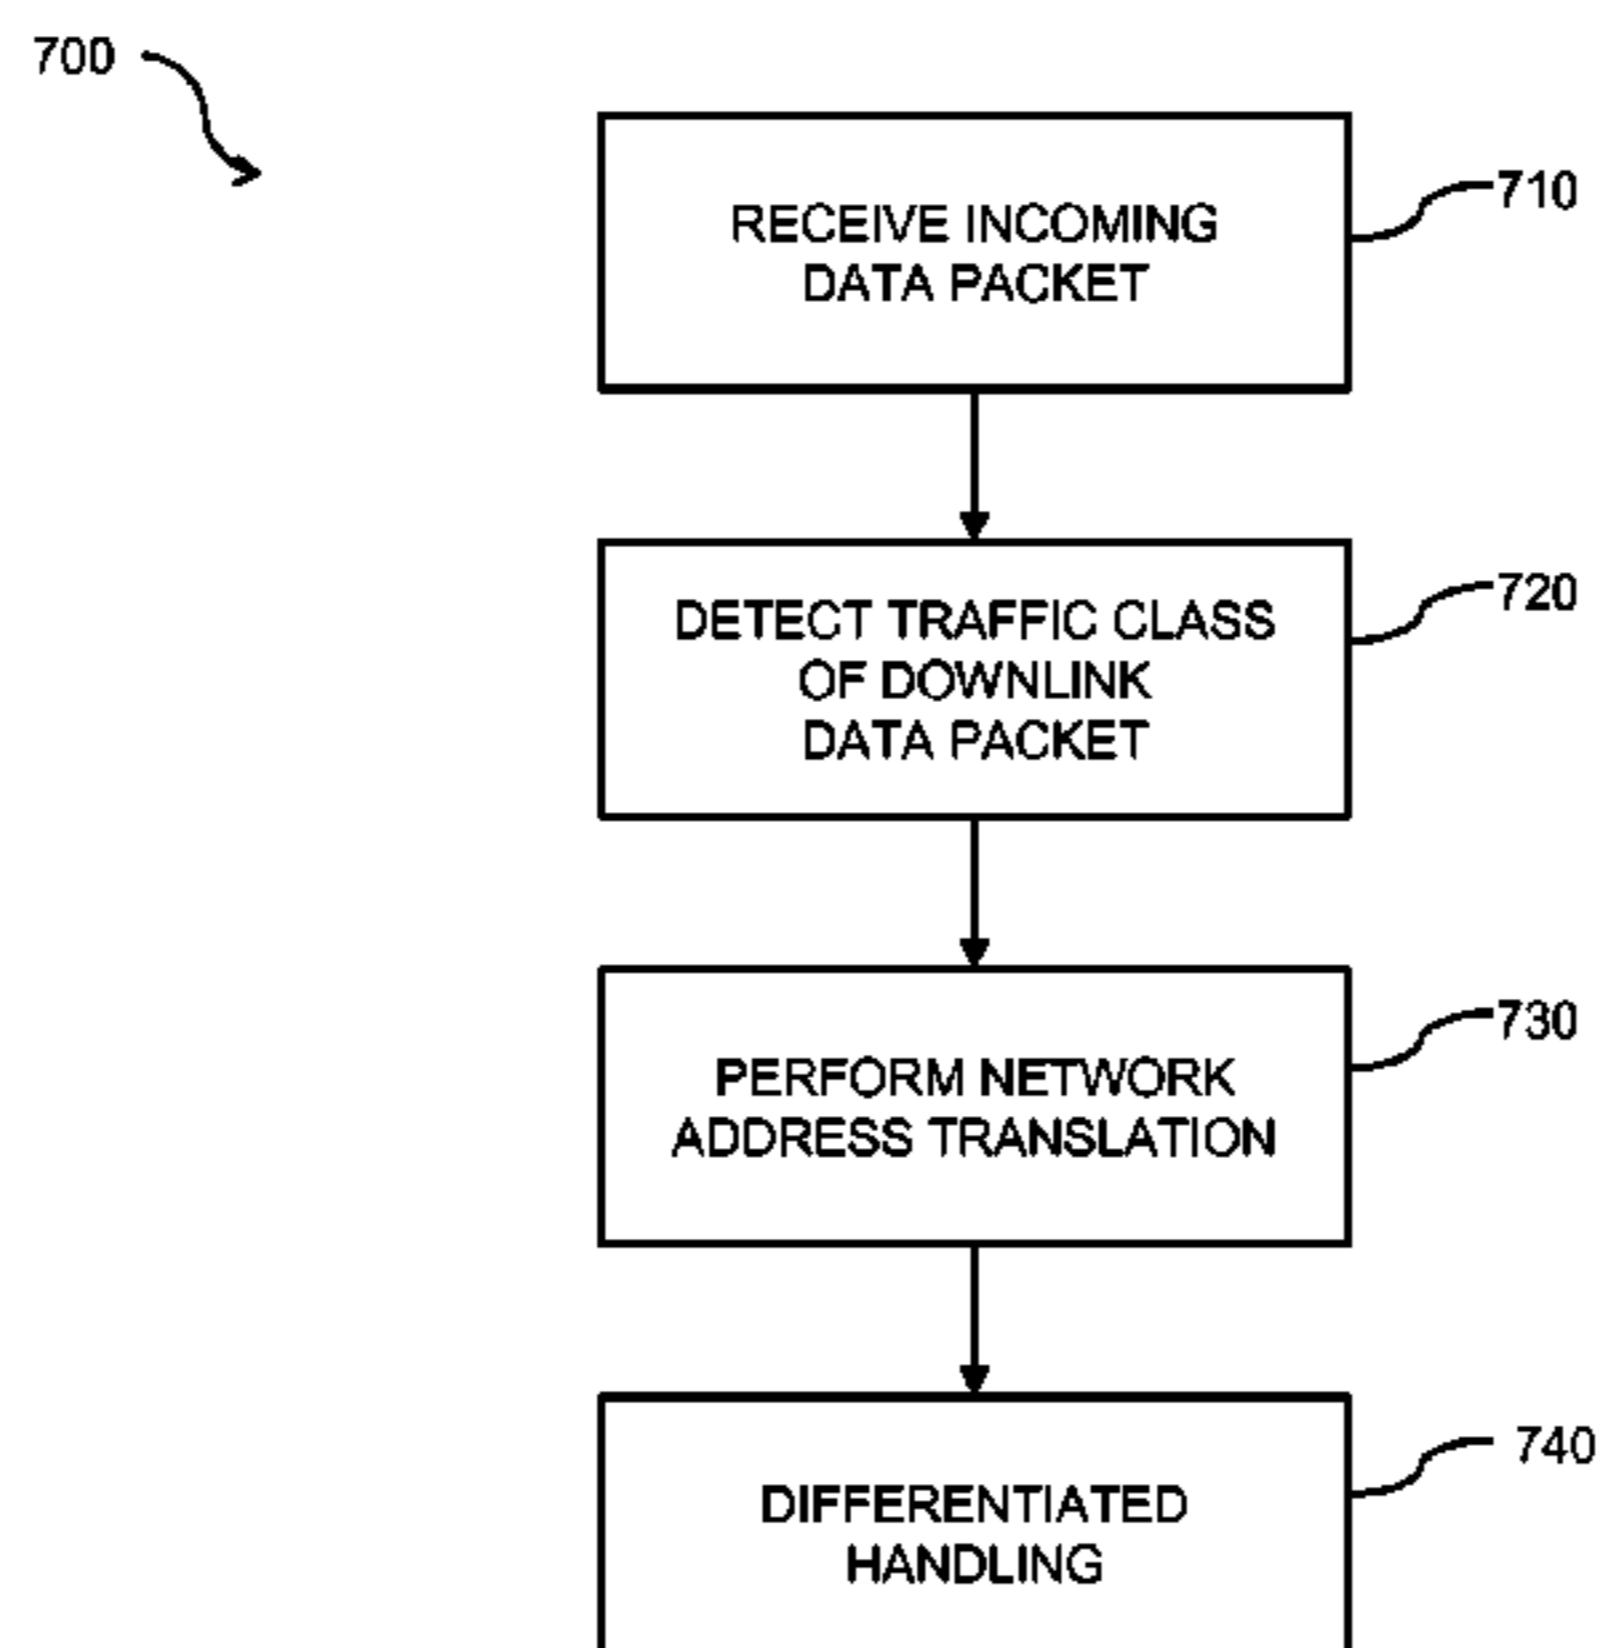 700
RECEIVE INCOMING
DATA PACKET
710
DETECT TRAFFIC CLASS
OF DOWNLINK
DATA PACKET
720
PERFORM NETWORK
ADDRESS TRANSLATION
730
DIFFERENTIATED
HANDLING
740